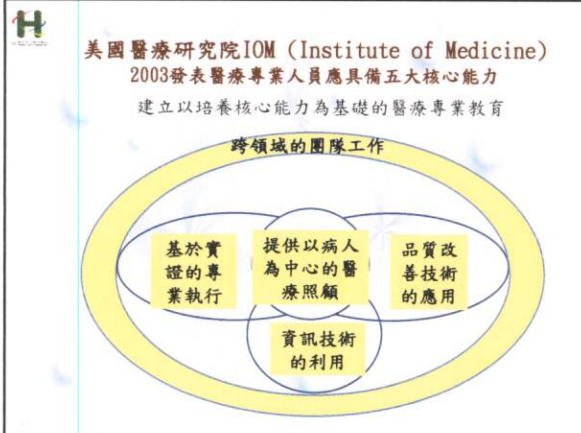 美國醫療研究院IOM (Institute of Medicine)
2003發表醫療專業人員應具備五大核心能力
建立以培養核心能力為基礎的醫療專業教育
跨領域的團隊工作
基於實
證的專
業執行
提供以病人
為中心的醫
療照顧
品質改
善技術
的應用
資訊技術
的利用